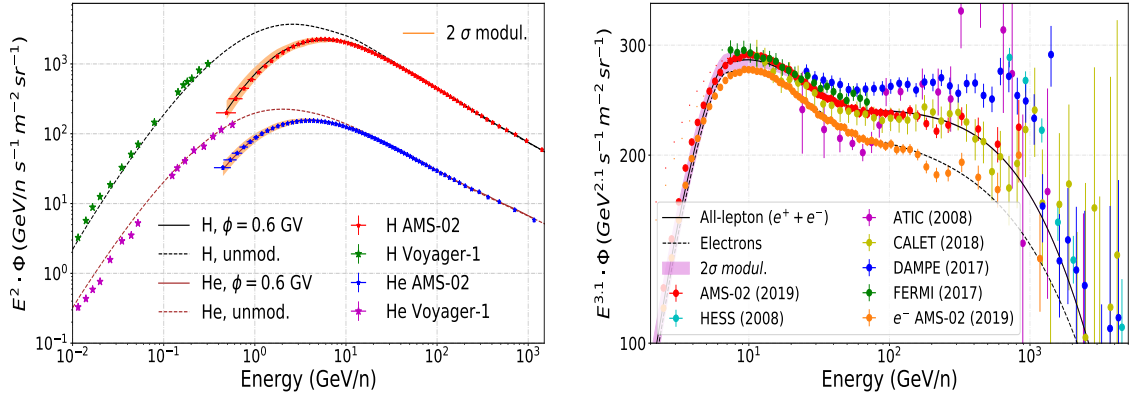 E² · Φ (GeV/n s⁻¹ m⁻² sr⁻¹)
10³
10²
10¹
10⁰
10⁻¹
2 σ modul.
H, ϕ = 0.6 GV
H, unmod.
He, ϕ = 0.6 GV
He, unmod.
H AMS-02
H Voyager-1
He AMS-02
He Voyager-1
10⁻² 10⁻¹ 10⁰ 10¹ 10² 10³
Energy (GeV/n)
E³·¹ · Φ (GeV²·¹ s⁻¹ m⁻² sr⁻¹)
300
200
100
All-lepton (e⁺ + e⁻)
Electrons
2σ modul.
AMS-02 (2019)
HESS (2008)
ATIC (2008)
CALET (2018)
DAMPE (2017)
FERMI (2017)
e⁻ AMS-02 (2019)
10¹ 10² 10³
Energy (GeV/n)